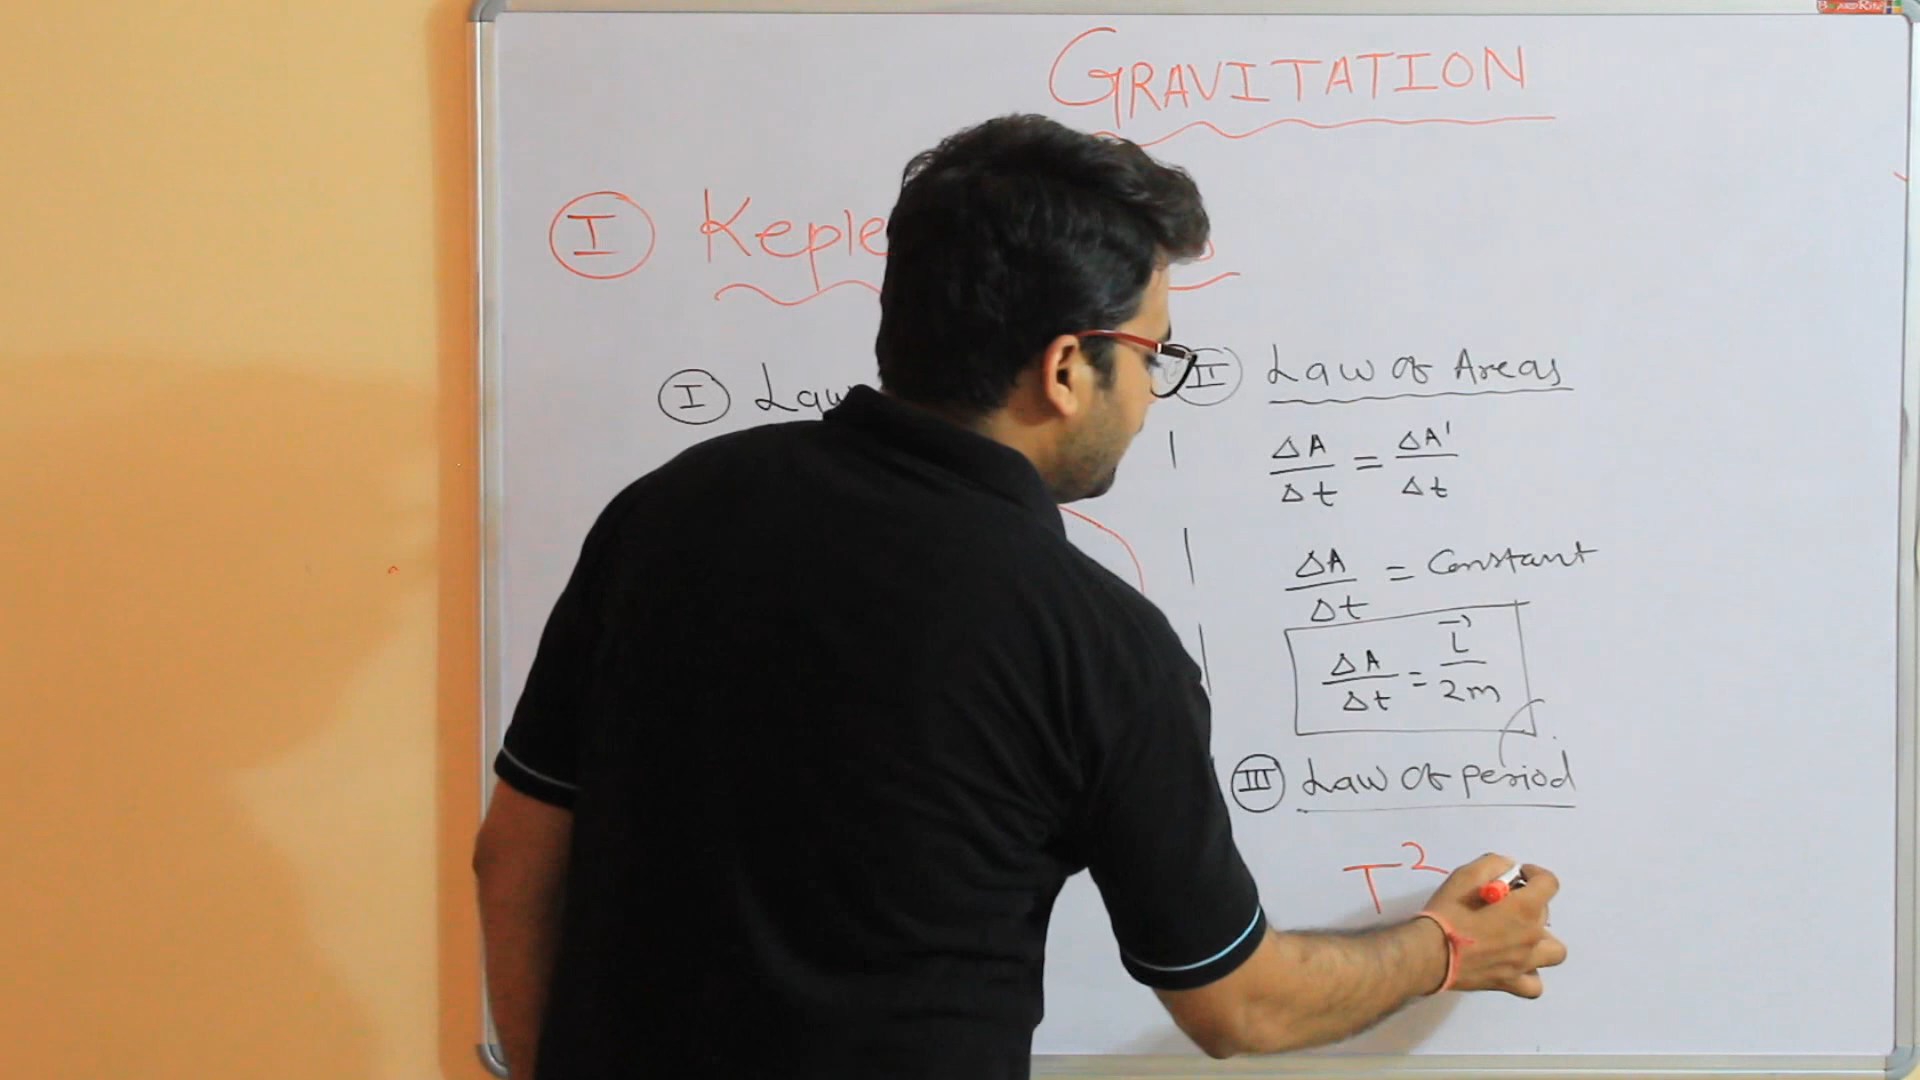 GRAVITATION
I Keple
I Law
II Law of Areas
ΔA/Δt = ΔA'/Δt
ΔA/Δt = Constant
ΔA/Δt = L⃗/2m
III Law of period
T²